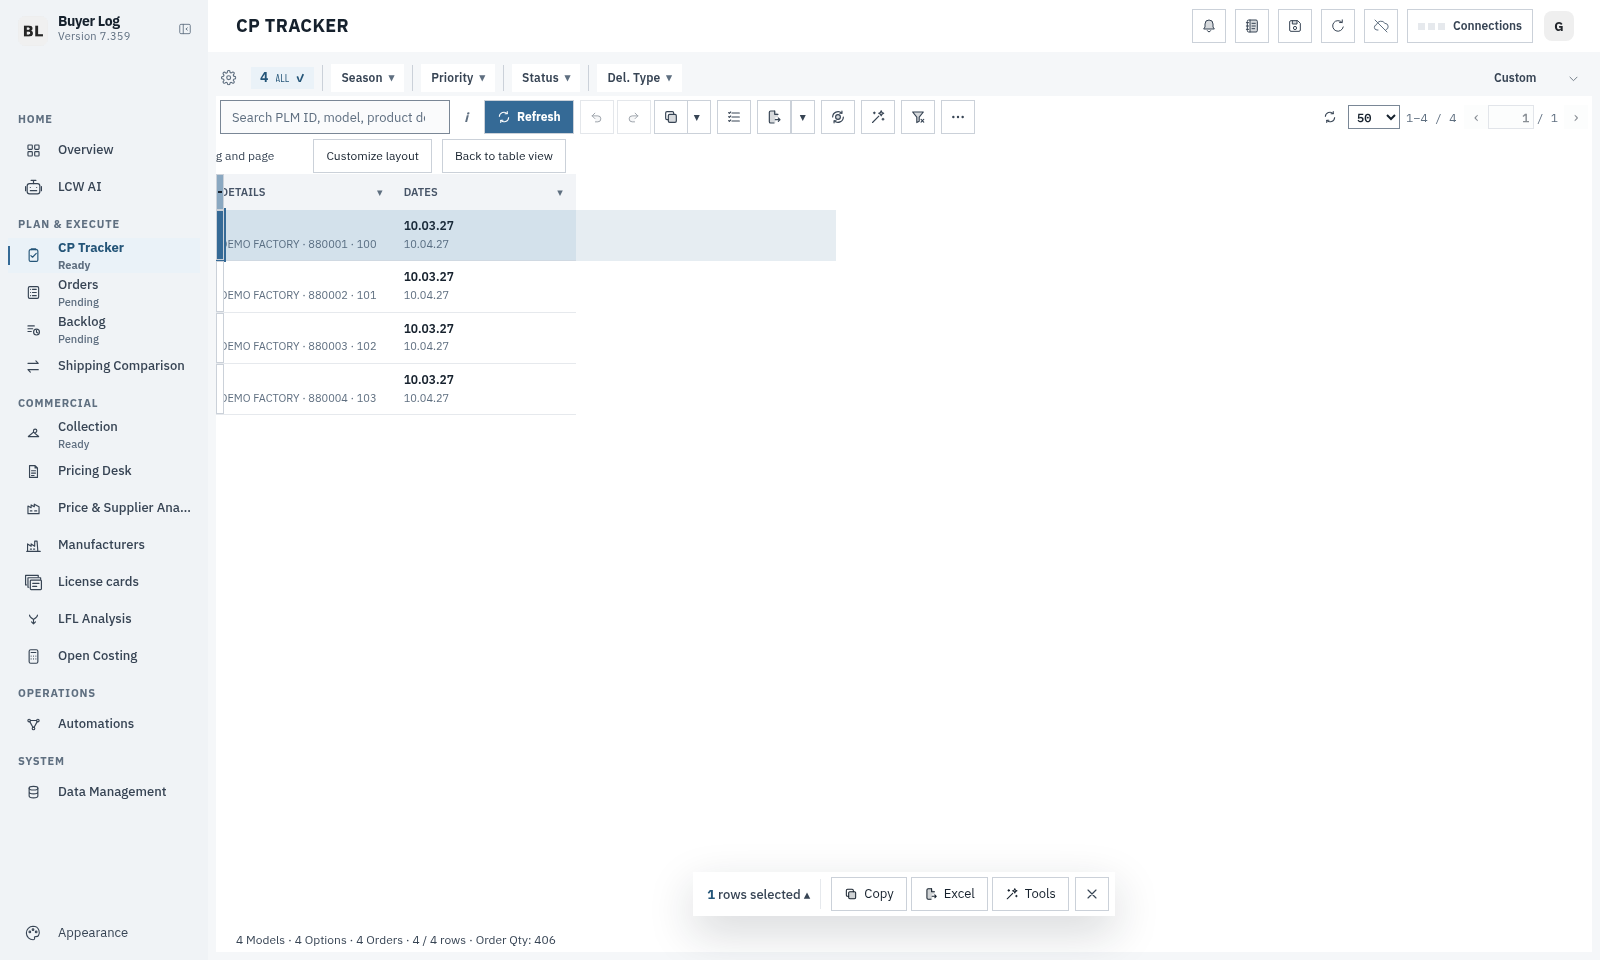 BL
Buyer Log
Version 7.359
CP TRACKER
Connections
G
4 ALL
Season ▾
Priority ▾
Status ▾
Del. Type ▾
Custom
HOME
Overview
LCW AI
PLAN & EXECUTE
CP Tracker
Ready
Orders
Pending
Backlog
Pending
Shipping Comparison
COMMERCIAL
Collection
Ready
Pricing Desk
Price & Supplier Ana...
Manufacturers
License cards
LFL Analysis
Open Costing
OPERATIONS
Automations
SYSTEM
Data Management
Appearance
Search PLM ID, model, product
i
Refresh
50
1–4 / 4
1 / 1
g and page
Customize layout
Back to table view
DETAILS ▾
DATES ▾
10.03.27
DEMO FACTORY · 880001 · 100
10.04.27
10.03.27
DEMO FACTORY · 880002 · 101
10.04.27
10.03.27
DEMO FACTORY · 880003 · 102
10.04.27
10.03.27
DEMO FACTORY · 880004 · 103
10.04.27
1 rows selected ▴
Copy
Excel
Tools
4 Models · 4 Options · 4 Orders · 4 / 4 rows · Order Qty: 406